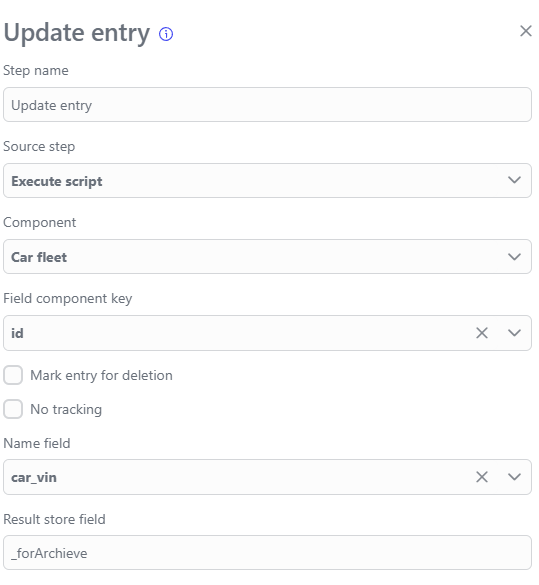 Update entry
Step name
Update entry
Source step
Execute script
Component
Car fleet
Field component key
id
Mark entry for deletion
No tracking
Name field
car_vin
Result store field
_forArchieve